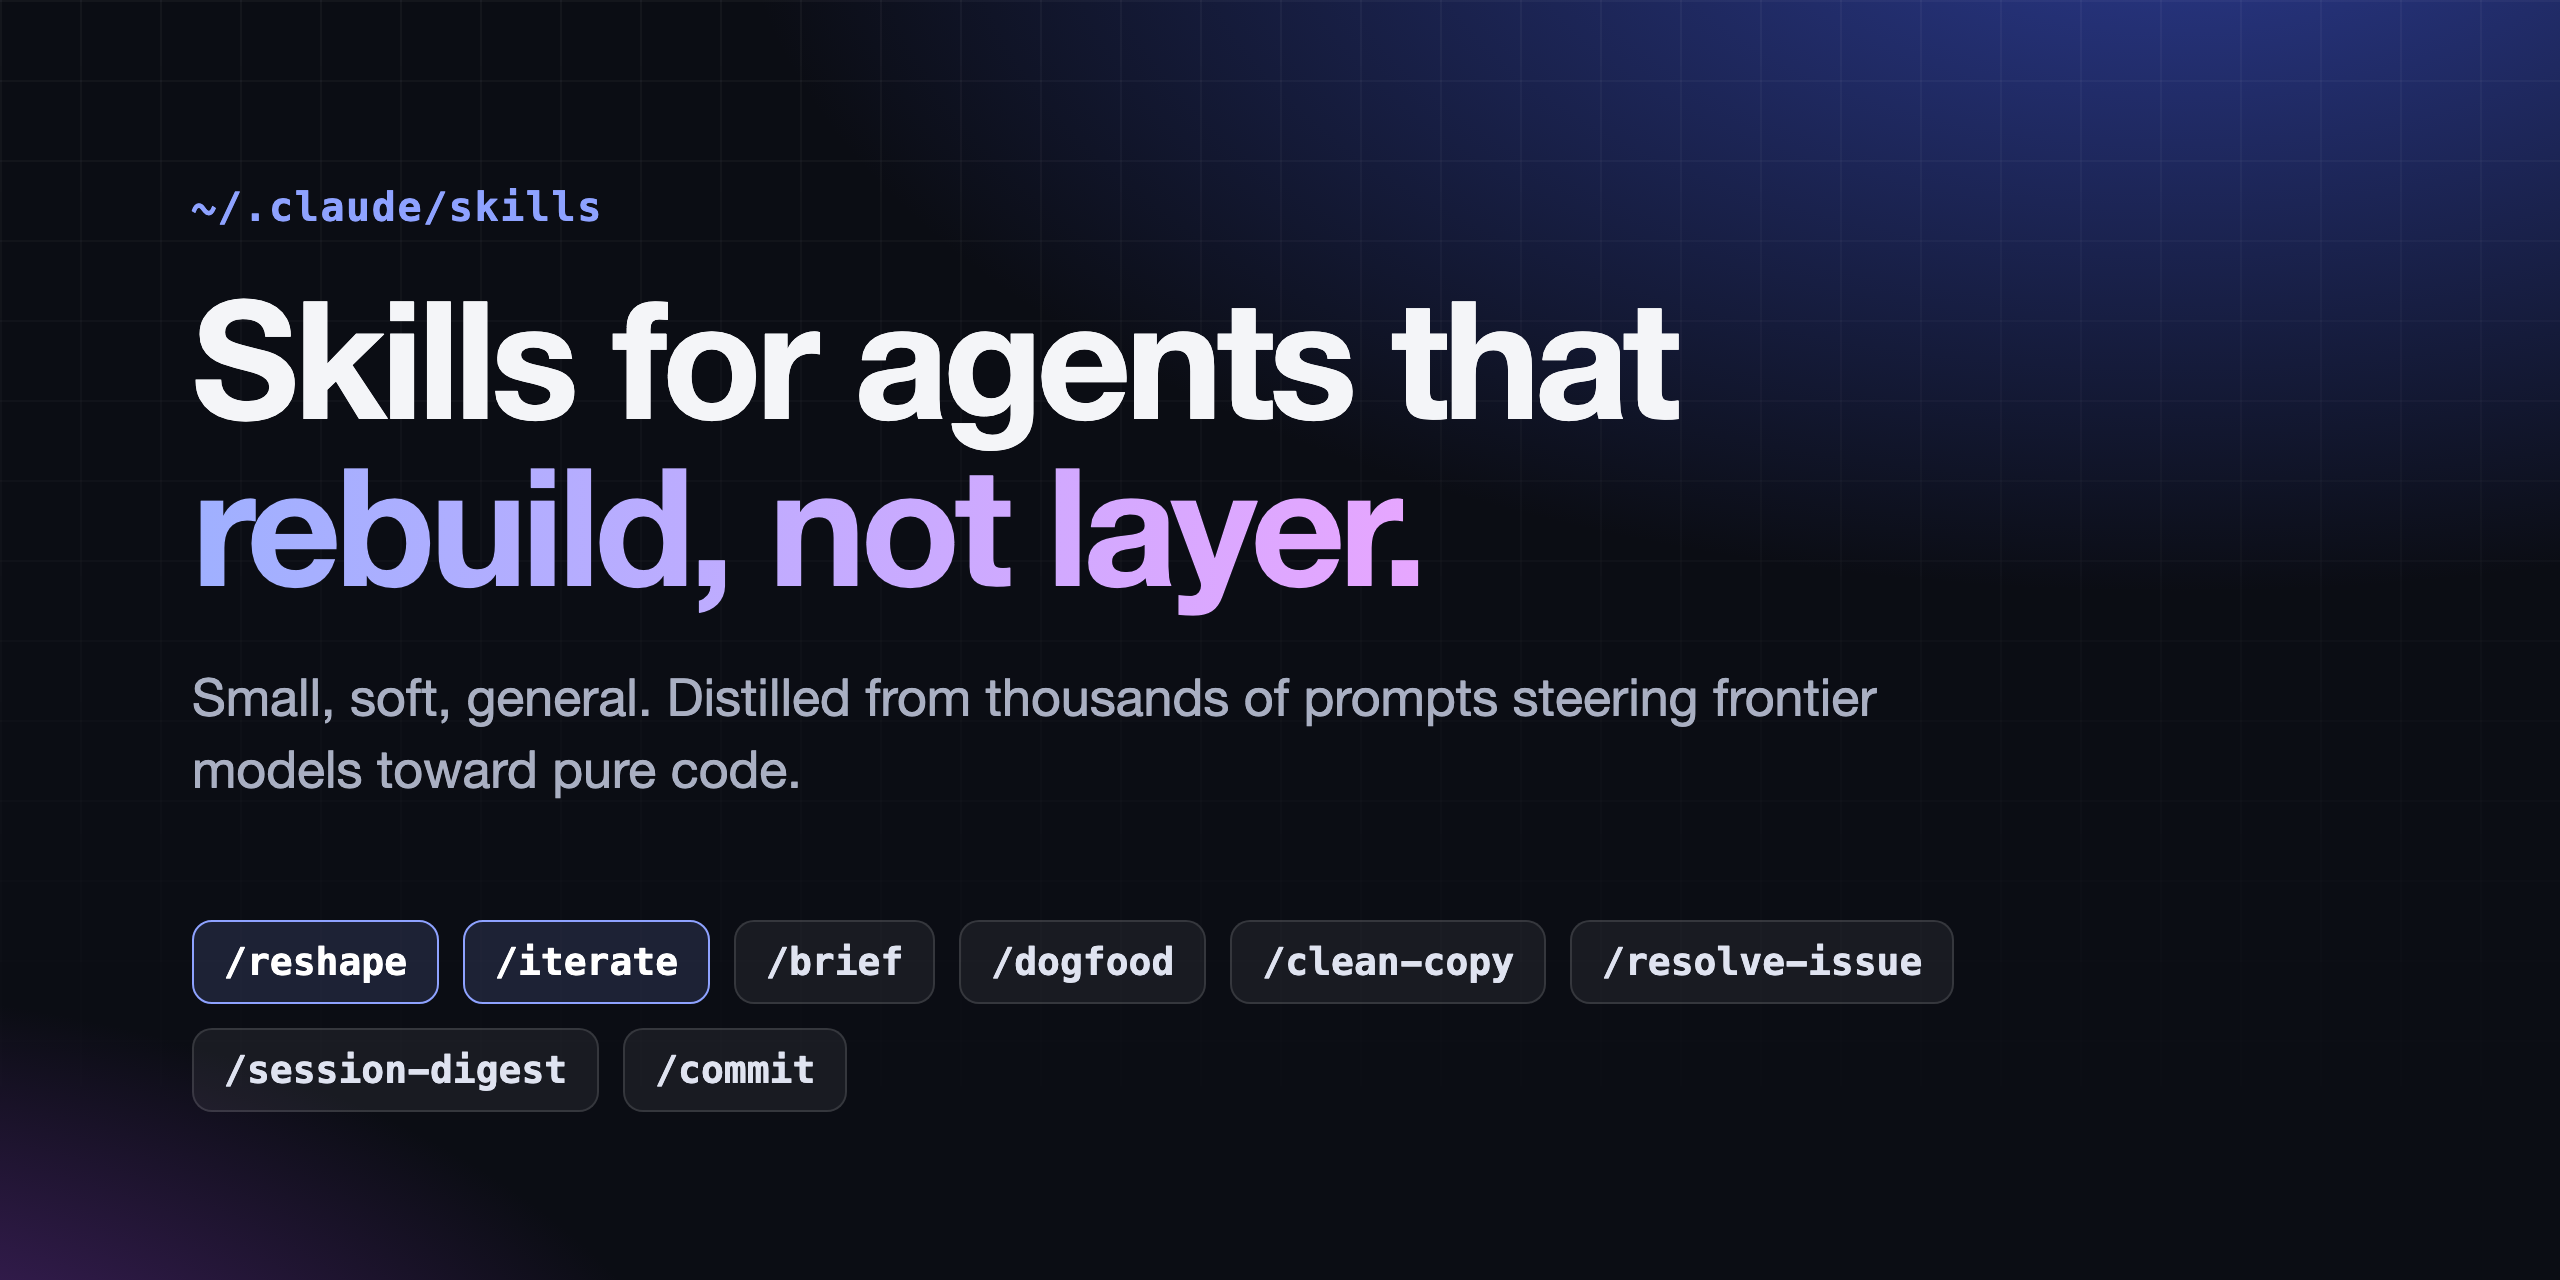 ~/.claude/skills
Skills for agents that
rebuild, not layer.
Small, soft, general. Distilled from thousands of prompts steering frontier
models toward pure code.
/reshape /iterate /brief /dogfood /clean-copy /resolve-issue
/session-digest /commit